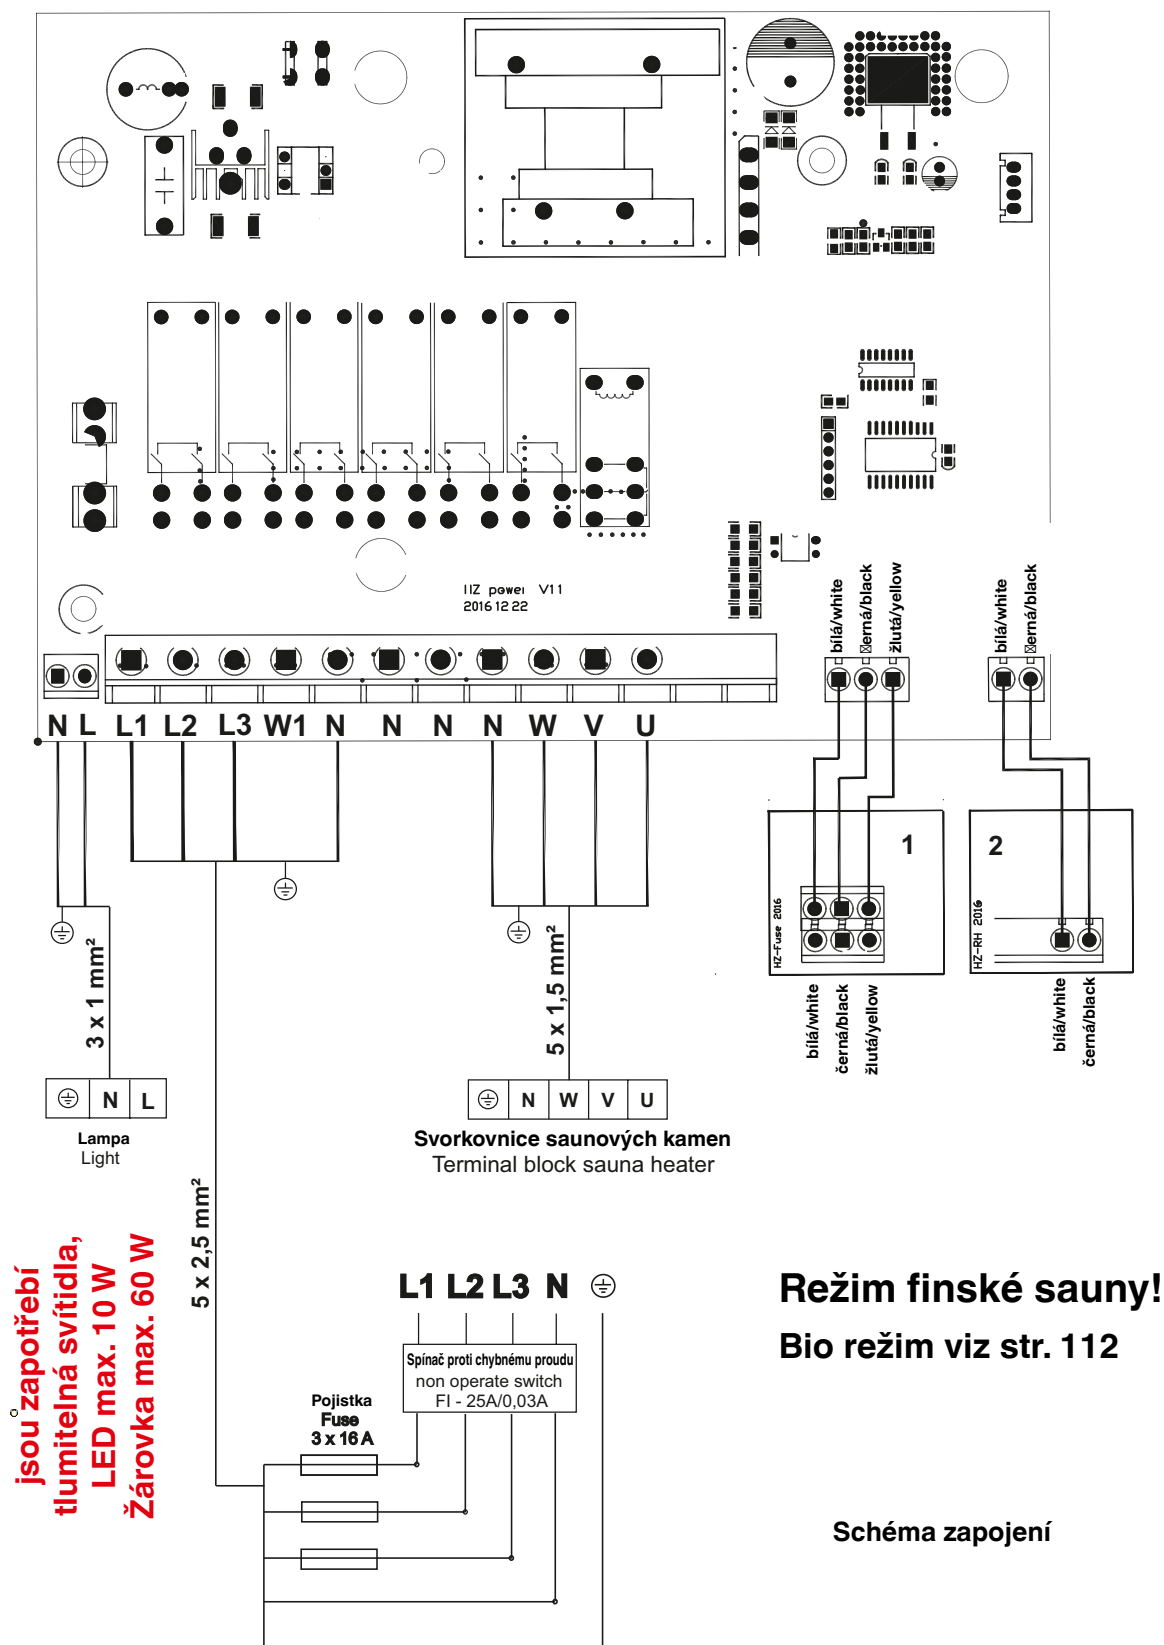 IIZ power V11
2016 12 22
bílá/white
erná/black
žlutá/yellow
bílá/white
erná/black
N L L1 L2 L3 W1 N N N N W V U
1
2
HZ-Fuse 2016
HZ-RH 2016
bílá/white
černá/black
žlutá/yellow
bílá/white
černá/black
3 x 1 mm²
5 x 1,5 mm²
N L
Lampa
Light
N W V U
Svorkovnice saunových kamen
Terminal block sauna heater
5 x 2,5 mm²
jsou zapotřebí
tlumitelná svítidla,
LED max. 10 W
Žárovka max. 60 W
L1 L2 L3 N
Spínač proti chybnému proudu
non operate switch
FI - 25A/0,03A
Pojistka
Fuse
3 x 16 A
Režim finské sauny!
Bio režim viz str. 112
Schéma zapojení